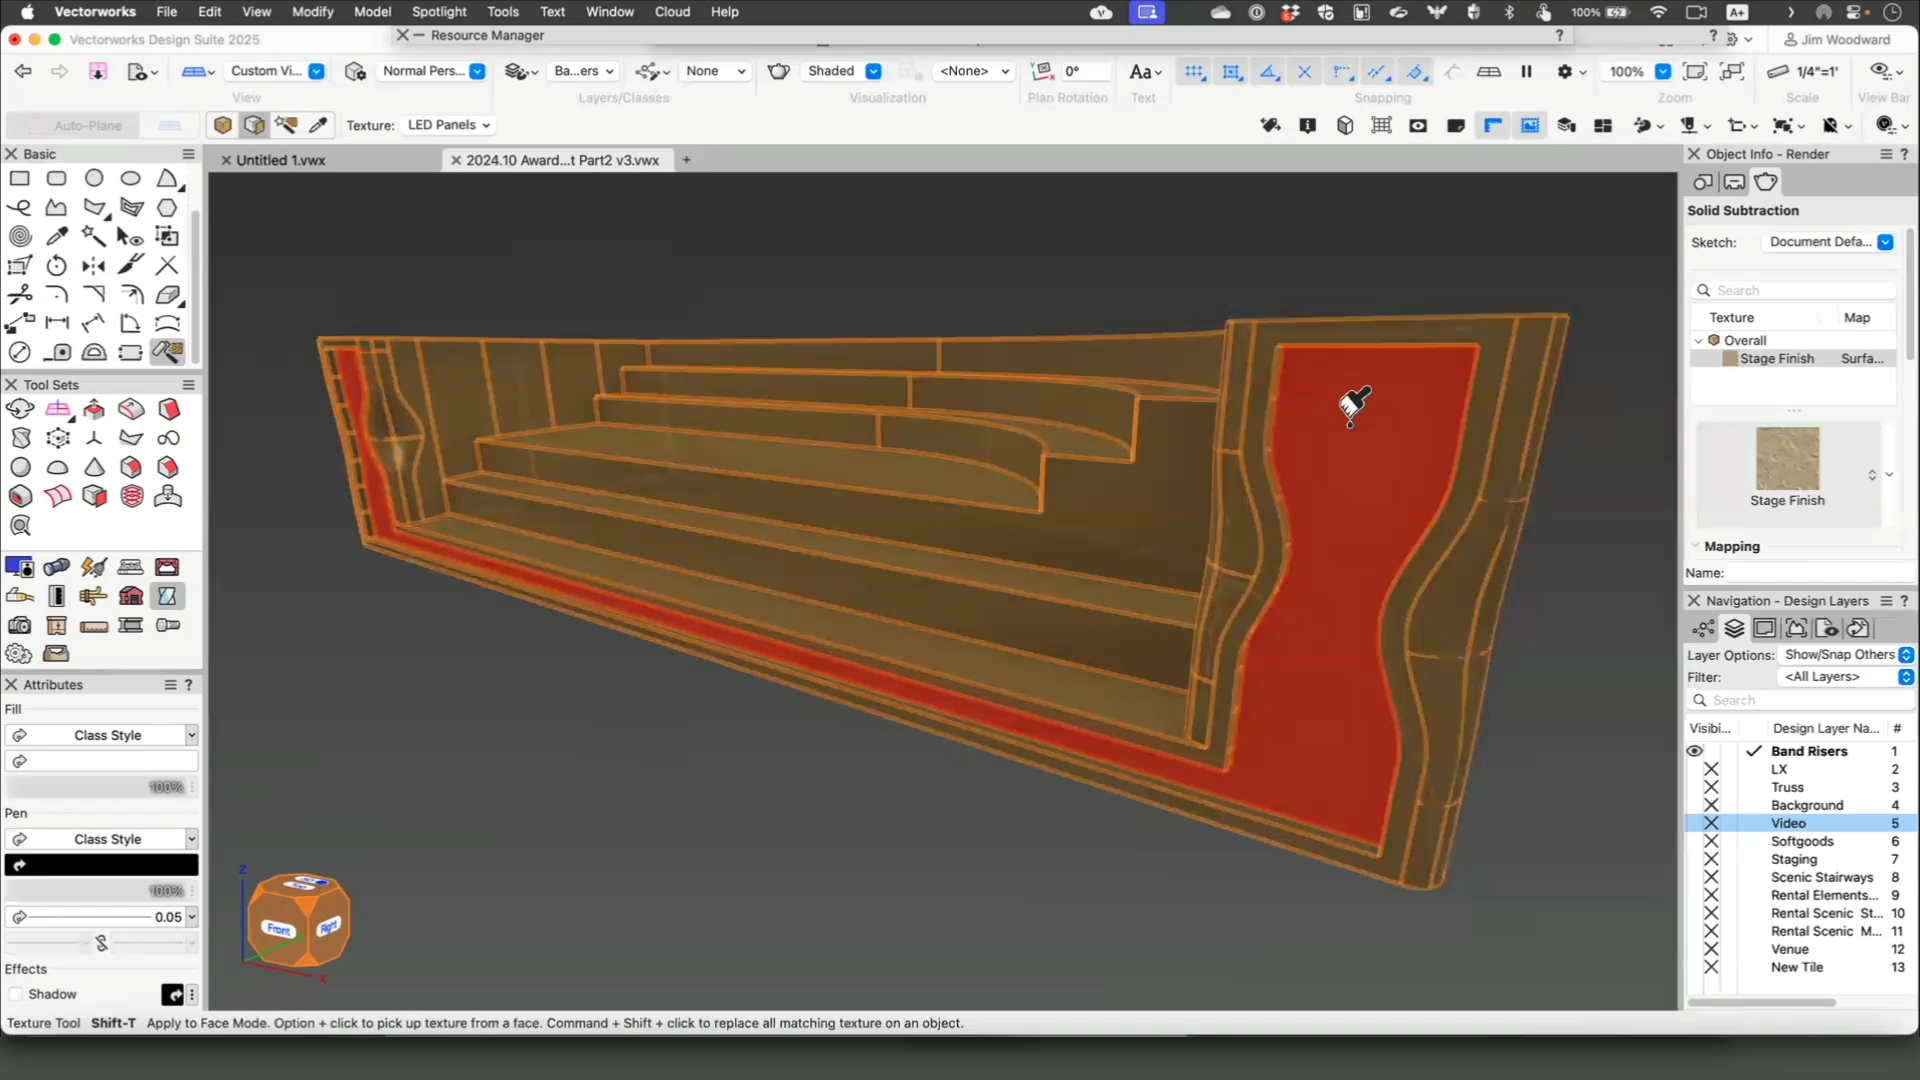 Vectorworks File Edit View Modify Model Spotlight Tools Text Window Cloud Help 100% A+
Vectorworks Design Suite 2025
Resource Manager ? ? Jim Woodward
Custom Vi... Normal Pers... Ba...ers None Shaded <None> 0° Aa 100% 1/4"=1'
View Layers/Classes Visualization Plan Rotation Text Snapping Zoom Scale View Bar
Auto-Plane Texture: LED Panels
Basic
Untitled 1.vwx 2024.10 Award...t Part2 v3.vwx +
Object Info - Render ?
Solid Subtraction
Sketch: Document Defa...
Search
Texture Map
Overall
Stage Finish Surfa...
Stage Finish
Mapping
Name:
Tool Sets
Attributes ?
Fill
Class Style
100%
Pen
Class Style
100%
0.05
Effects
Shadow
Z
Front Right
X
Navigation - Design Layers ?
Layer Options: Show/Snap Others
Filter: <All Layers>
Search
Visibi... Design Layer Na... #
Band Risers 1
LX 2
Truss 3
Background 4
Video 5
Softgoods 6
Staging 7
Scenic Stairways 8
Rental Elements... 9
Rental Scenic St... 10
Rental Scenic M... 11
Venue 12
New Tile 13
Texture Tool Shift-T Apply to Face Mode. Option + click to pick up texture from a face. Command + Shift + click to replace all matching texture on an object.